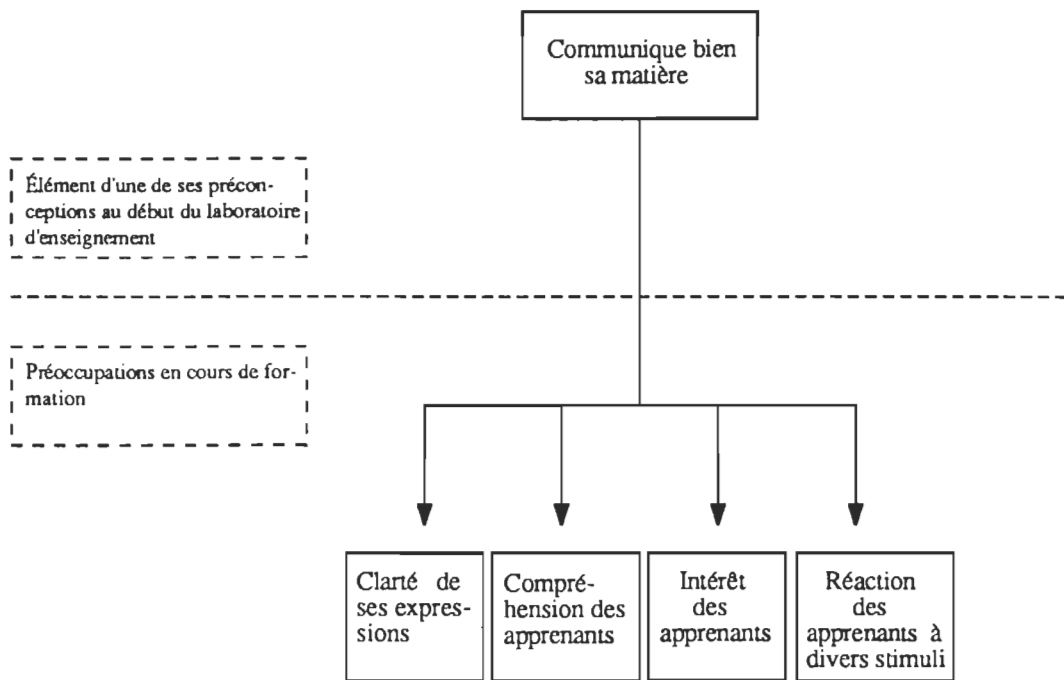 Communique bien
sa matière
Élément d'une de ses précon-
ceptions au début du laboratoire
d'enseignement
Préoccupations en cours de for-
mation
Clarté de
ses expres-
sions
Compré-
hension des
apprenants
Intérêt
des
apprenants
Réaction
des
apprenants à
divers stimuli